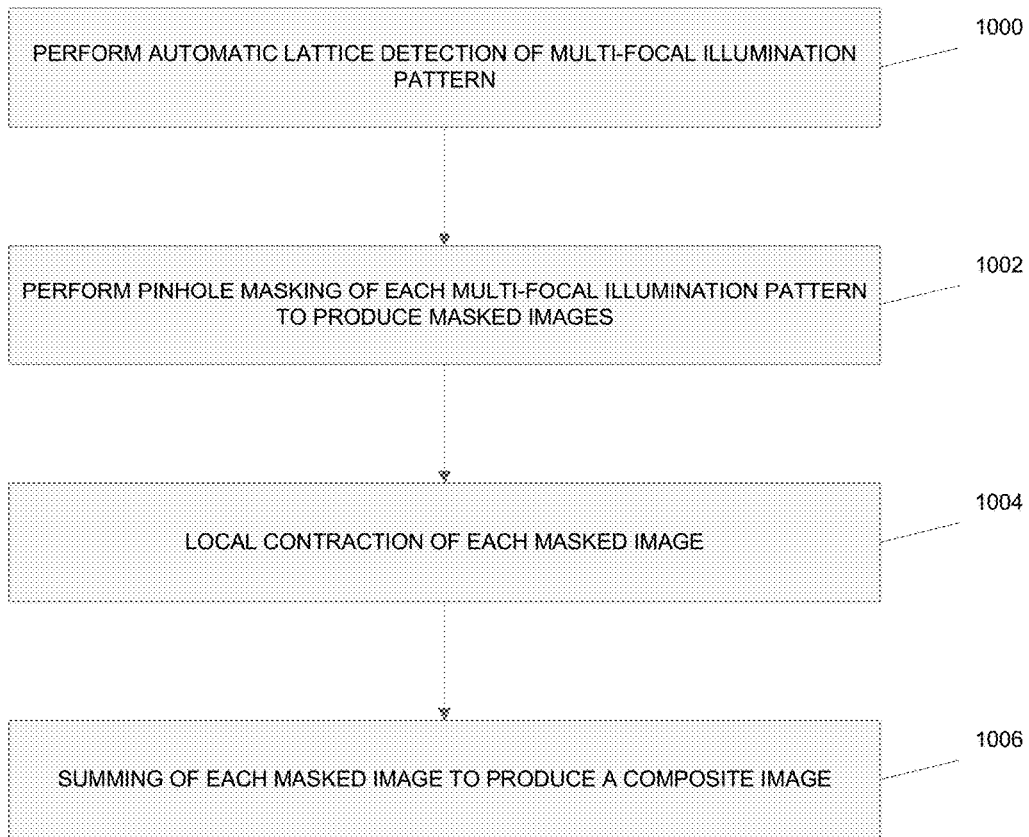 1000
PERFORM AUTOMATIC LATTICE DETECTION OF MULTI-FOCAL ILLUMINATION
PATTERN
1002
PERFORM PINHOLE MASKING OF EACH MULTI-FOCAL ILLUMINATION PATTERN
TO PRODUCE MASKED IMAGES
1004
LOCAL CONTRACTION OF EACH MASKED IMAGE
1006
SUMMING OF EACH MASKED IMAGE TO PRODUCE A COMPOSITE IMAGE